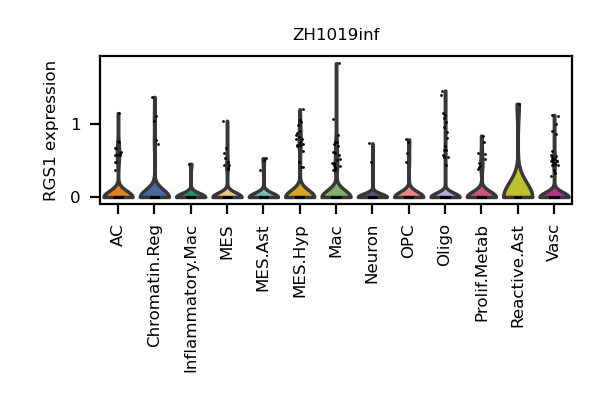 ZH1019inf
RGS1 expression
1
0
AC
Chromatin.Reg
Inflammatory.Mac
MES
MES.Ast
MES.Hyp
Mac
Neuron
OPC
Oligo
Prolif.Metab
Reactive.Ast
Vasc